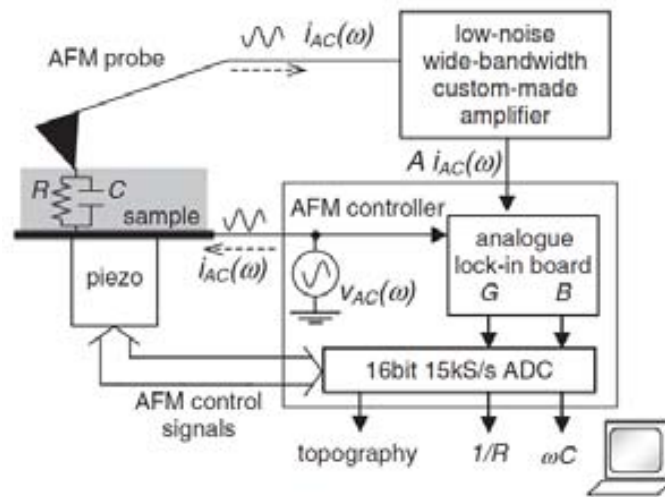 AFM probe
i_AC(ω)
low-noise
wide-bandwidth
custom-made
amplifier
A i_AC(ω)
R
C
sample
AFM controller
i_AC(ω)
piezo
v_AC(ω)
analogue
lock-in board
G B
16bit 15kS/s ADC
AFM control
signals
topography 1/R ωC